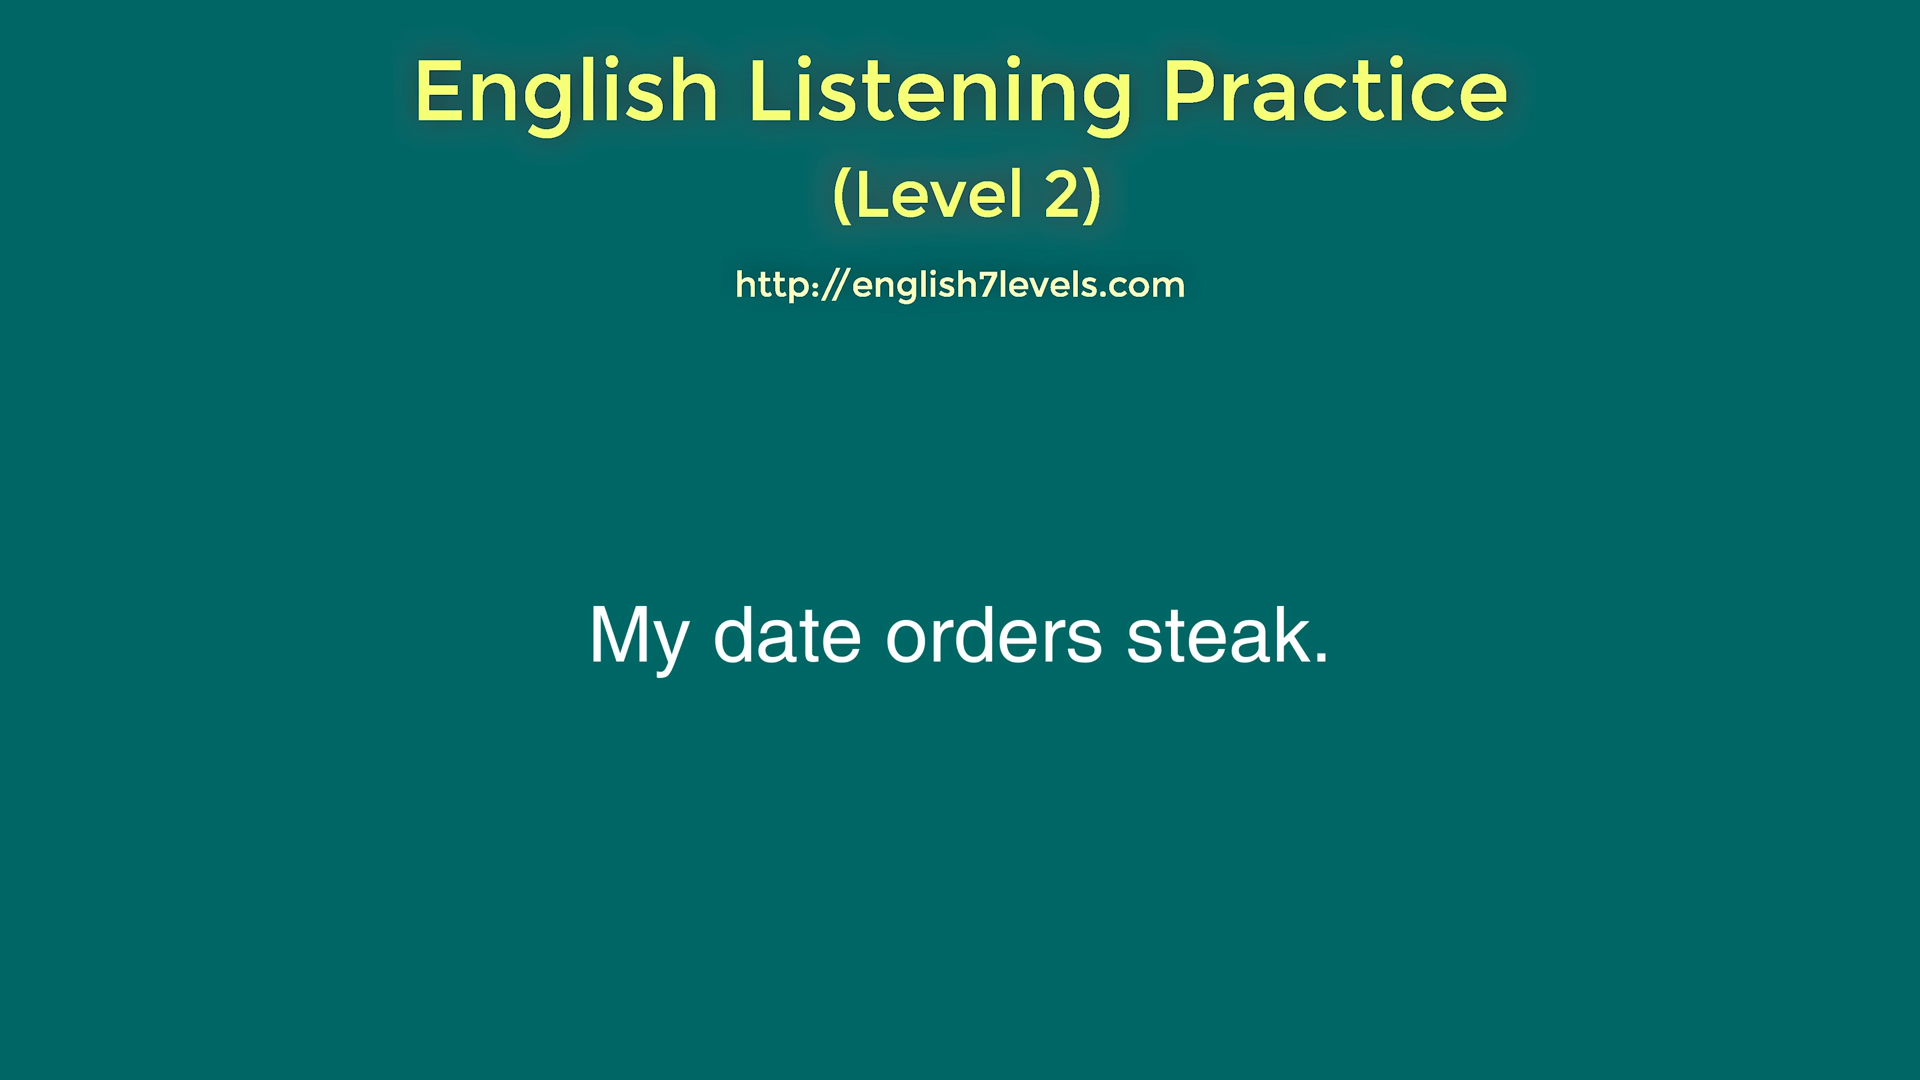 English Listening Practice
(Level 2)
http://english7levels.com
My date orders steak.